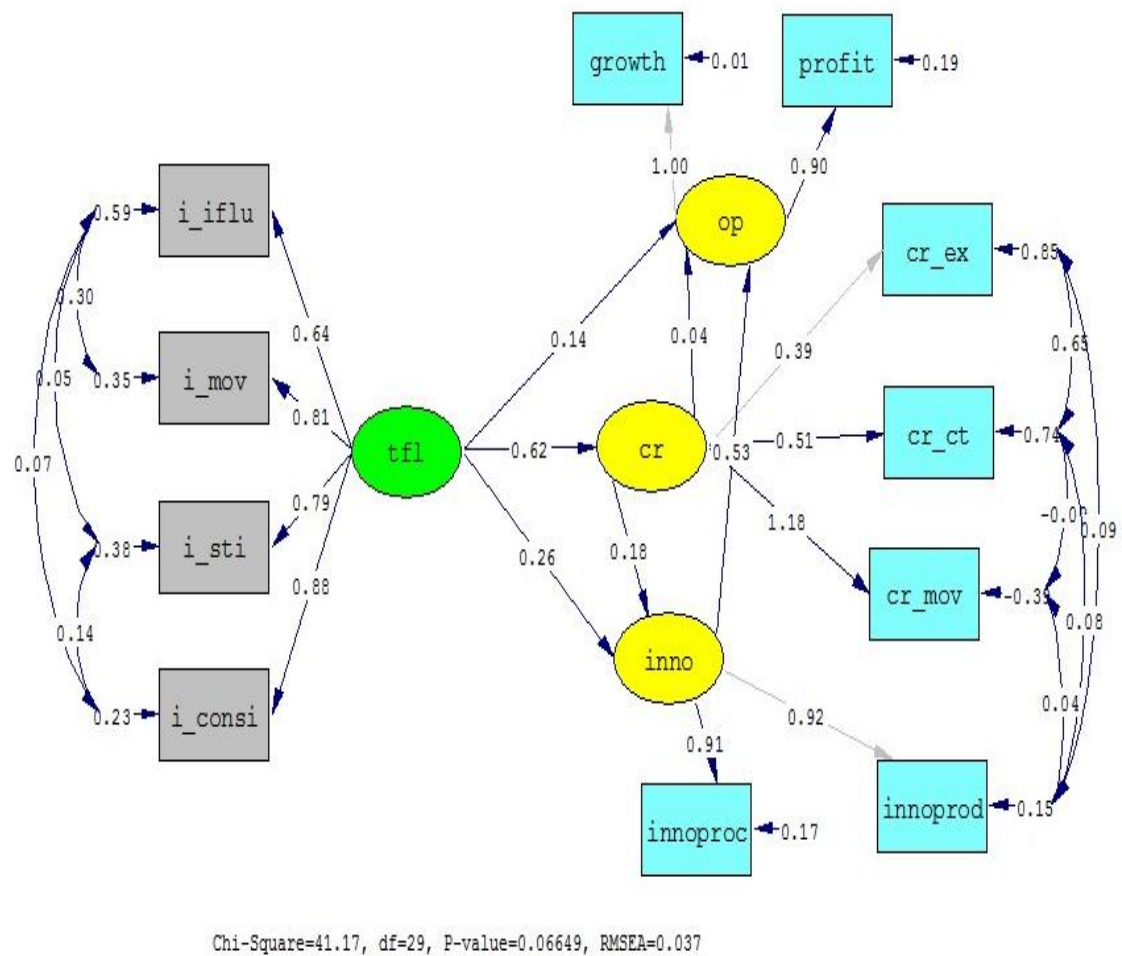 growth
0.01
profit
0.19
1.00
0.90
i_iflu
0.59
op
cr_ex
0.85
0.30
0.64
0.14
0.04
0.39
0.65
i_mov
0.35
0.05
0.81
tfl
0.62
cr
0.53
0.51
cr_ct
0.74
0.07
0.79
i_sti
0.38
0.26
0.18
1.18
0.09
0.88
cr_mov
-0.39
0.08
0.14
inno
0.04
i_consi
0.23
0.92
0.91
innoproc
0.17
innoprod
0.15
Chi-Square=41.17, df=29, P-value=0.06649, RMSEA=0.037